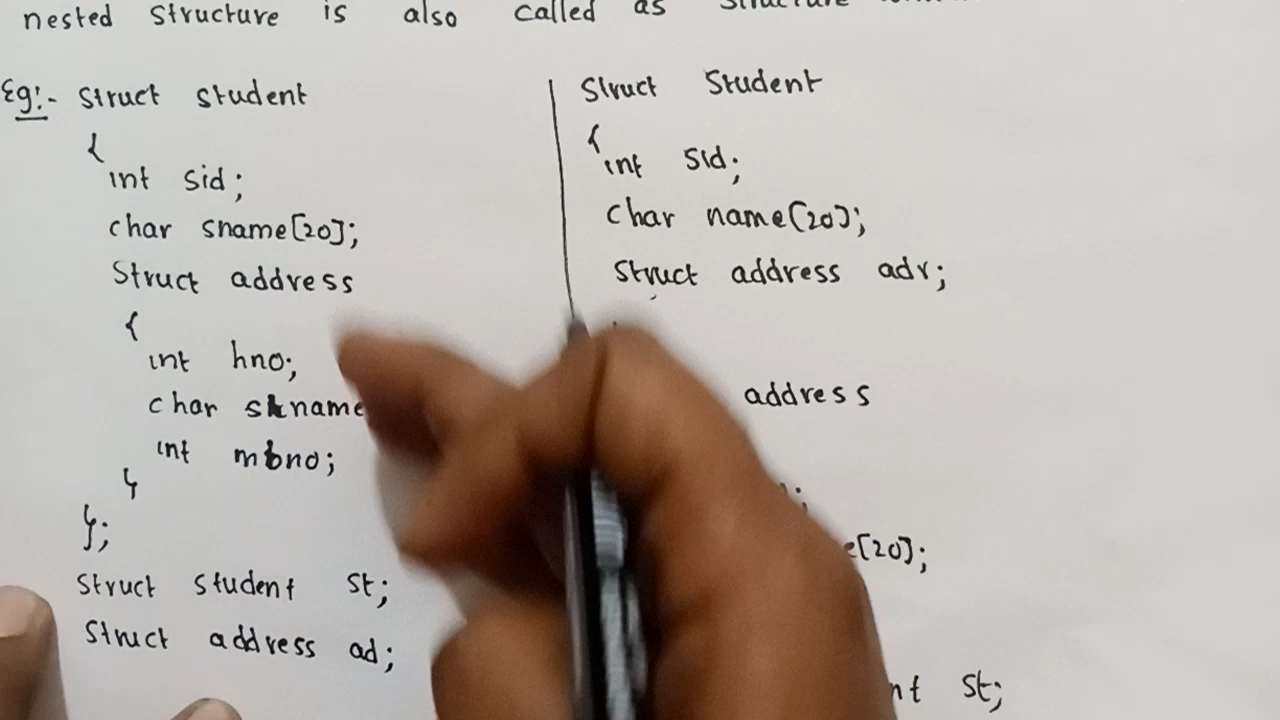 nested structure is also called as structure
Eg:- struct student
{
int sid;
char sname[20];
Struct address
{
int hno;
char stname
int mbno;
}
};
Struct student st;
Struct address ad;
Struct Student
{
int sid;
char name[20];
struct address adr;
address
[20];
st;